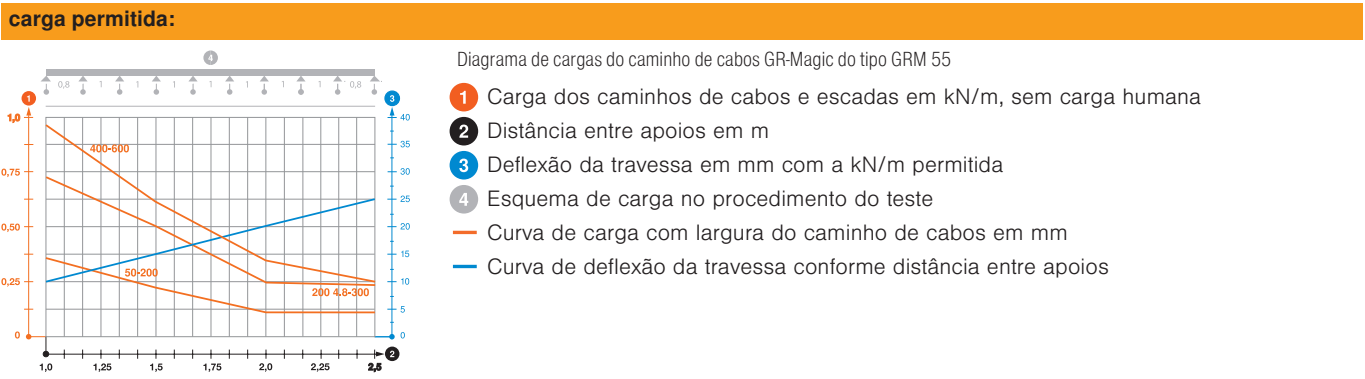 carga permitida:
4
0,8 1 1 1 1 1 1 1 0,8
Diagrama de cargas do caminho de cabos GR-Magic do tipo GRM 55
1 Carga dos caminhos de cabos e escadas em kN/m, sem carga humana
2 Distância entre apoios em m
3 Deflexão da travessa em mm com a kN/m permitida
4 Esquema de carga no procedimento do teste
Curva de carga com largura do caminho de cabos em mm
Curva de deflexão da travessa conforme distância entre apoios
1
3
1,0
40
400-600
35
0,75
30
25
0,50
20
15
50-200
0,25
10
200 4.8-300
5
0
0
2
1,0 1,25 1,5 1,75 2,0 2,25 2,5